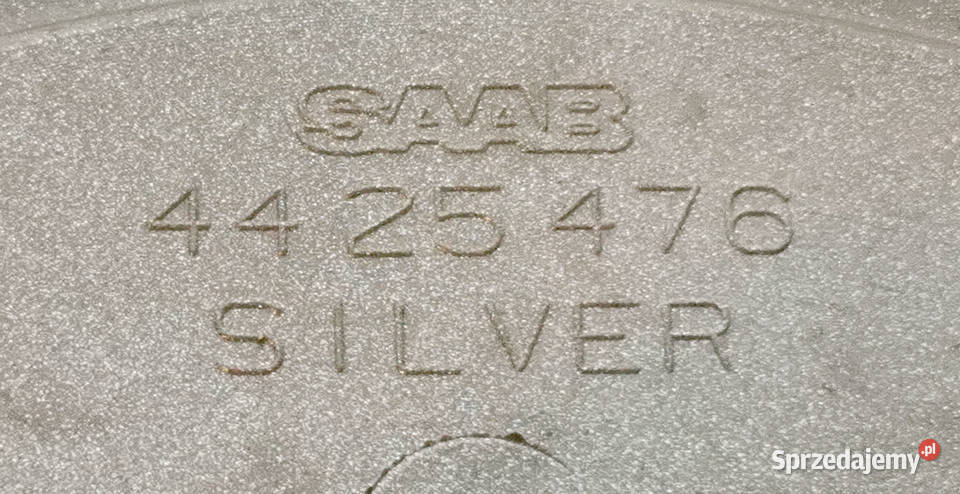 SAAB
44 25 476
SILVER
Sprzedajemy.pl